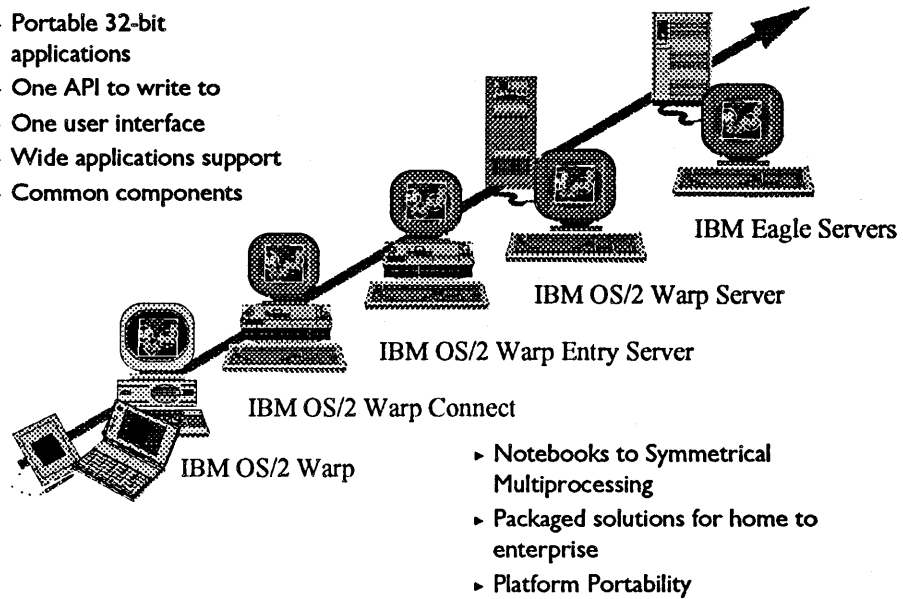 Portable 32-bit
applications
One API to write to
One user interface
Wide applications support
Common components
IBM Eagle Servers
IBM OS/2 Warp Server
IBM OS/2 Warp Entry Server
IBM OS/2 Warp Connect
IBM OS/2 Warp
▸ Notebooks to Symmetrical
Multiprocessing
▸ Packaged solutions for home to
enterprise
▸ Platform Portability